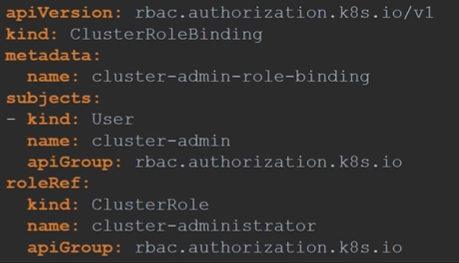 apiVersion: rbac.authorization.k8s.io/v1
kind: ClusterRoleBinding
metadata:
  name: cluster-admin-role-binding
subjects:
- kind: User
  name: cluster-admin
  apiGroup: rbac.authorization.k8s.io
roleRef:
  kind: ClusterRole
  name: cluster-administrator
  apiGroup: rbac.authorization.k8s.io